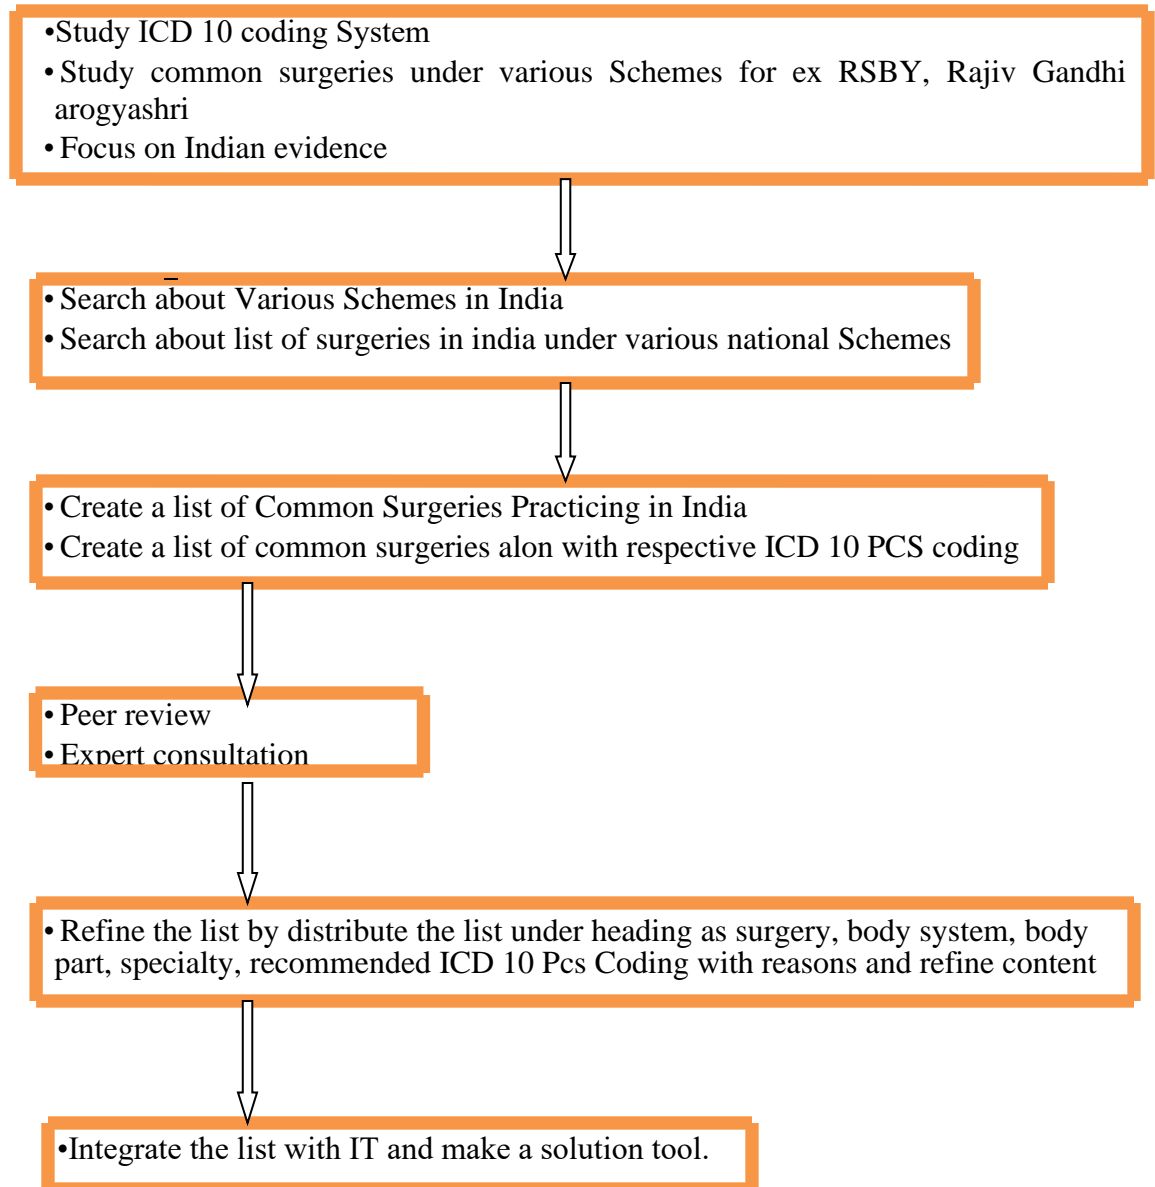 •Study ICD 10 coding System
• Study common surgeries under various Schemes for ex RSBY, Rajiv Gandhi
arogyashri
• Focus on Indian evidence
• Search about Various Schemes in India
• Search about list of surgeries in india under various national Schemes
• Create a list of Common Surgeries Practicing in India
• Create a list of common surgeries alon with respective ICD 10 PCS coding
• Peer review
• Expert consultation
• Refine the list by distribute the list under heading as surgery, body system, body
part, specialty, recommended ICD 10 Pcs Coding with reasons and refine content
•Integrate the list with IT and make a solution tool.